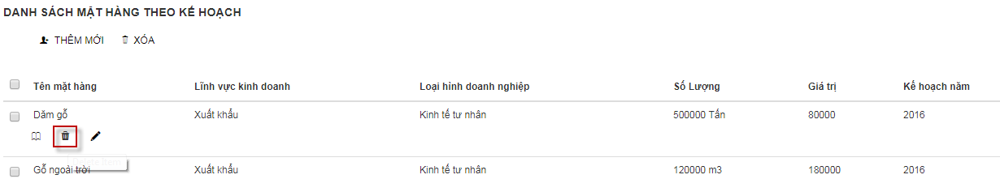 DANH SÁCH MẶT HÀNG THEO KẾ HOẠCH
THÊM MỚI XÓA
Tên mặt hàng Lĩnh vực kinh doanh Loại hình doanh nghiệp Số Lượng Giá trị Kế hoạch năm
Dăm gỗ Xuất khẩu Kinh tế tư nhân 500000 Tấn 80000 2016
Delete Item
Gỗ ngoài trời Xuất khẩu Kinh tế tư nhân 120000 m3 180000 2016